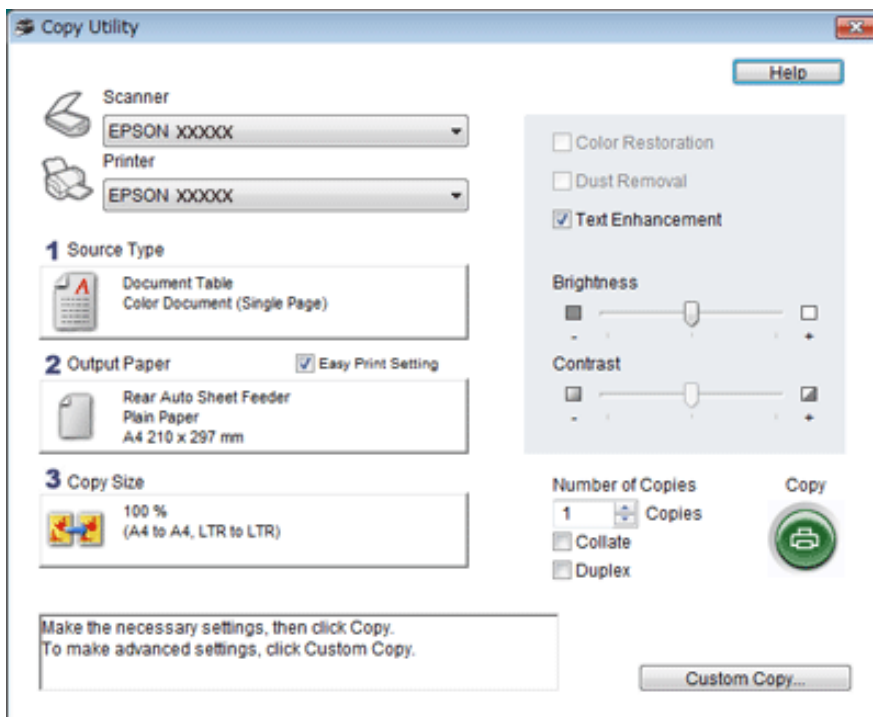 Copy Utility
Help
Scanner
EPSON XXXXX
Printer
EPSON XXXXX
1 Source Type
Document Table
Color Document (Single Page)
2 Output Paper
Easy Print Setting
Rear Auto Sheet Feeder
Plain Paper
A4 210 x 297 mm
3 Copy Size
100 %
(A4 to A4, LTR to LTR)
Color Restoration
Dust Removal
Text Enhancement
Brightness
- +
Contrast
- +
Number of Copies
1 Copies
Collate
Duplex
Copy
Make the necessary settings, then click Copy.
To make advanced settings, click Custom Copy.
Custom Copy...